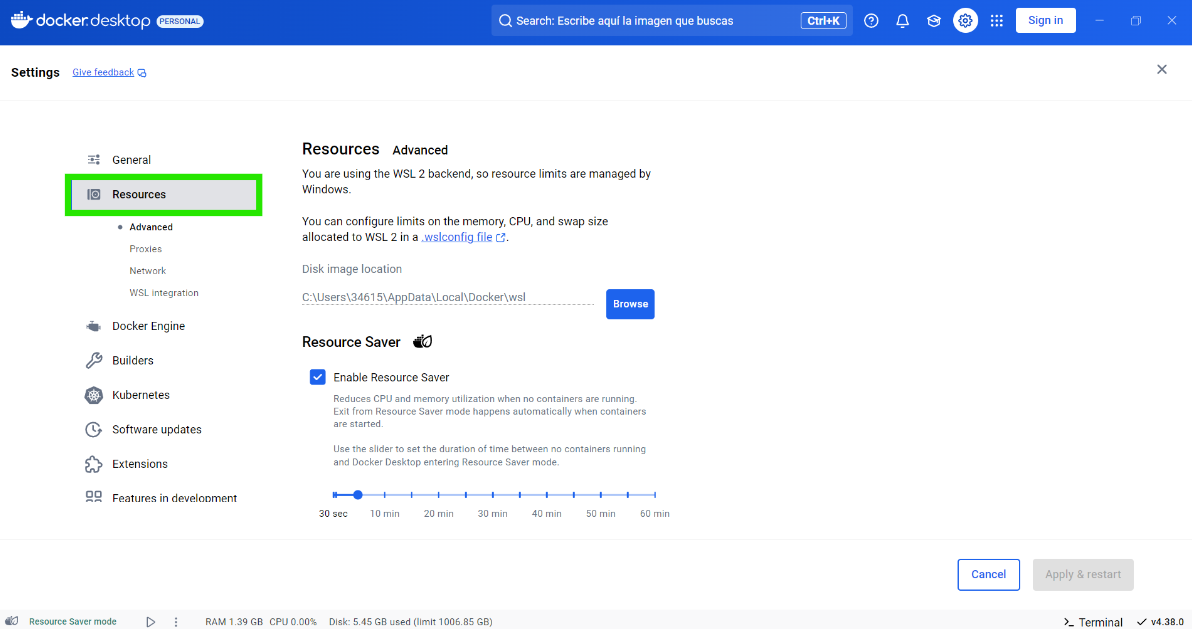 docker.desktop PERSONAL
Search: Escribe aquí la imagen que buscas Ctrl+K
Sign in
Settings Give feedback
General
Resources
Advanced
Proxies
Network
WSL integration
Docker Engine
Builders
Kubernetes
Software updates
Extensions
Features in development
Resources Advanced
You are using the WSL 2 backend, so resource limits are managed by
Windows.
You can configure limits on the memory, CPU, and swap size
allocated to WSL 2 in a .wslconfig file.
Disk image location
C:\Users\34615\AppData\Local\Docker\wsl
Browse
Resource Saver
Enable Resource Saver
Reduces CPU and memory utilization when no containers are running.
Exit from Resource Saver mode happens automatically when containers
are started.
Use the slider to set the duration of time between no containers running
and Docker Desktop entering Resource Saver mode.
30 sec 10 min 20 min 30 min 40 min 50 min 60 min
Cancel Apply & restart
Resource Saver mode RAM 1.39 GB CPU 0.00% Disk: 5.45 GB used (limit 1006.85 GB) Terminal v4.38.0